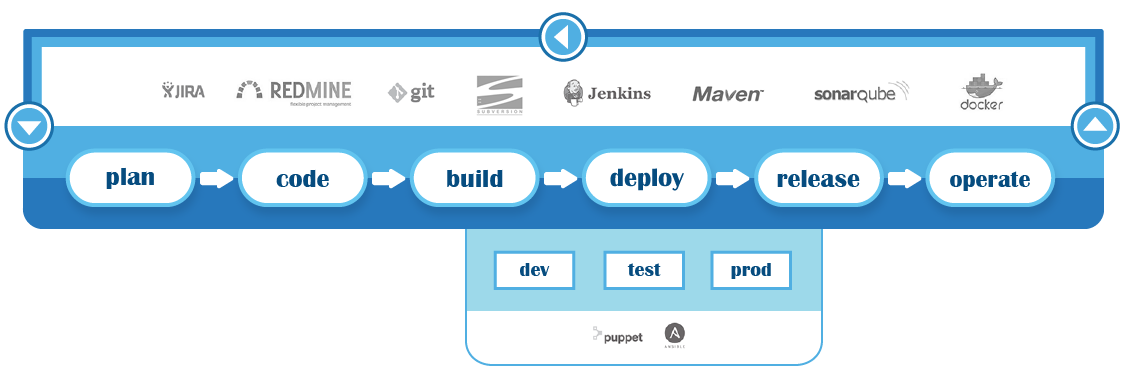 JIRA
REDMINE
flexible project management
git
SUBVERSION
Jenkins
Maven
sonarqube
docker
plan
code
build
deploy
release
operate
dev
test
prod
puppet
A
ANSIBLE